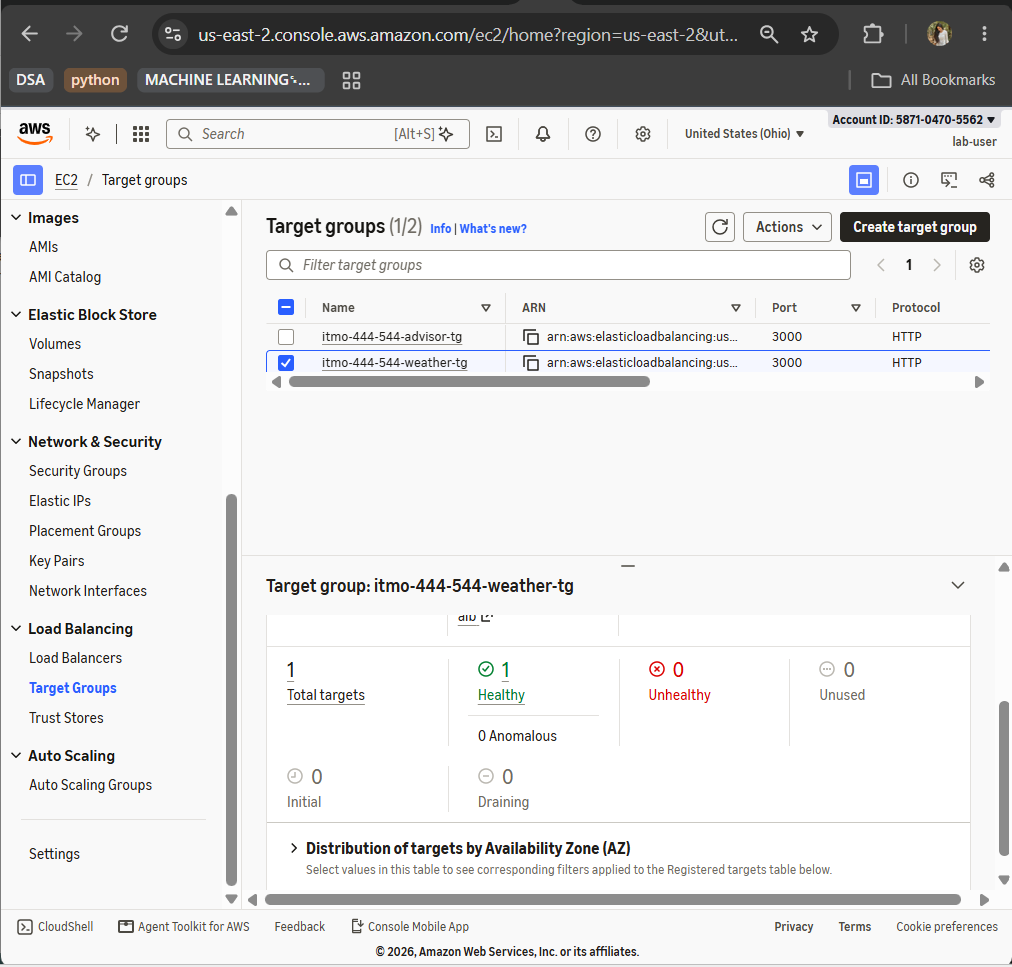 us-east-2.console.aws.amazon.com/ec2/home?region=us-east-2&ut...
DSA
python
MACHINE LEARNING...
All Bookmarks
aws
Search
[Alt+S]
United States (Ohio)
Account ID: 5871-0470-5562
lab-user
EC2 / Target groups
Images
AMIs
AMI Catalog
Elastic Block Store
Volumes
Snapshots
Lifecycle Manager
Network & Security
Security Groups
Elastic IPs
Placement Groups
Key Pairs
Network Interfaces
Load Balancing
Load Balancers
Target Groups
Trust Stores
Auto Scaling
Auto Scaling Groups
Settings
Target groups (1/2) Info | What's new?
Actions
Create target group
Filter target groups
1
Name ARN Port Protocol
itmo-444-544-advisor-tg arn:aws:elasticloadbalancing:us... 3000 HTTP
itmo-444-544-weather-tg arn:aws:elasticloadbalancing:us... 3000 HTTP
Target group: itmo-444-544-weather-tg
alb
1
Total targets
1
Healthy
0 Anomalous
0
Unhealthy
0
Unused
0
Initial
0
Draining
Distribution of targets by Availability Zone (AZ)
Select values in this table to see corresponding filters applied to the Registered targets table below.
CloudShell Agent Toolkit for AWS Feedback Console Mobile App Privacy Terms Cookie preferences
© 2026, Amazon Web Services, Inc. or its affiliates.